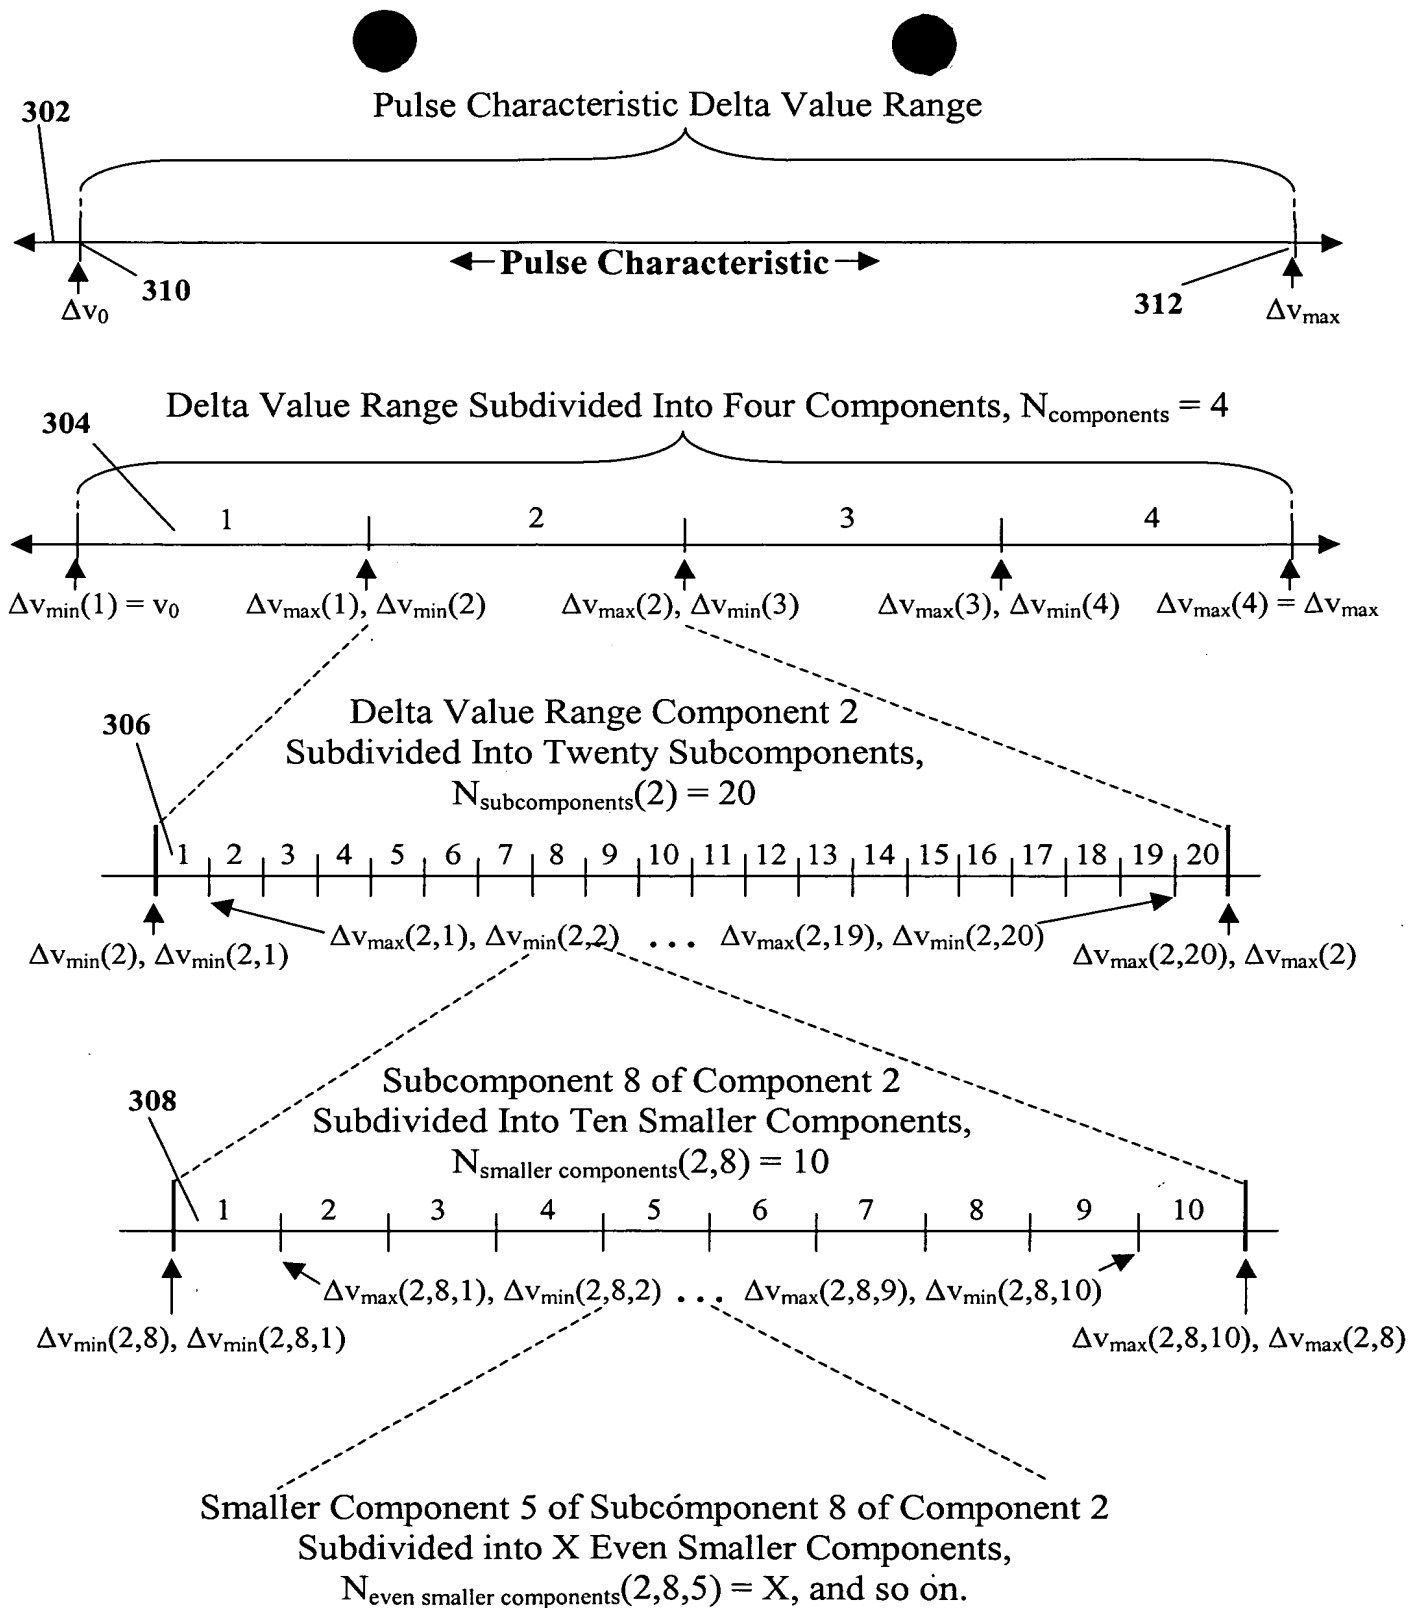 Pulse Characteristic Delta Value Range
302
Pulse Characteristic
310
312
Δv0
Δvmax
Delta Value Range Subdivided Into Four Components, Ncomponents = 4
304
1 2 3 4
Δvmin(1) = v0 Δvmax(1), Δvmin(2) Δvmax(2), Δvmin(3) Δvmax(3), Δvmin(4) Δvmax(4) = Δvmax
306
Delta Value Range Component 2
Subdivided Into Twenty Subcomponents,
Nsubcomponents(2) = 20
1 2 3 4 5 6 7 8 9 10 11 12 13 14 15 16 17 18 19 20
Δvmax(2,1), Δvmin(2,2) ... Δvmax(2,19), Δvmin(2,20)
Δvmin(2), Δvmin(2,1)
Δvmax(2,20), Δvmax(2)
308
Subcomponent 8 of Component 2
Subdivided Into Ten Smaller Components,
Nsmaller components(2,8) = 10
1 2 3 4 5 6 7 8 9 10
Δvmax(2,8,1), Δvmin(2,8,2) ... Δvmax(2,8,9), Δvmin(2,8,10)
Δvmin(2,8), Δvmin(2,8,1)
Δvmax(2,8,10), Δvmax(2,8)
Smaller Component 5 of Subcomponent 8 of Component 2
Subdivided into X Even Smaller Components,
Neven smaller components(2,8,5) = X, and so on.